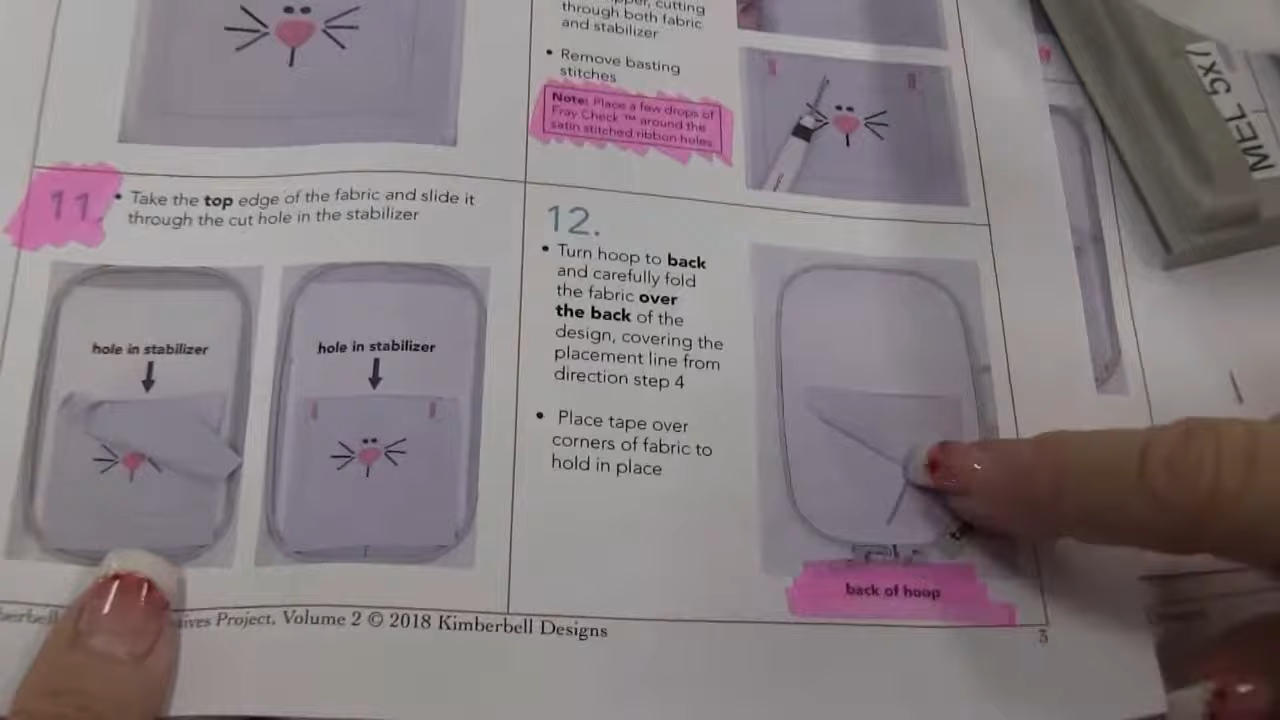 cutting
through both fabric
and stabilizer
• Remove basting
stitches
Note: Place a few drops of
Fray Check ™ around the
satin stitched ribbon holes
11.
• Take the top edge of the fabric and slide it
through the cut hole in the stabilizer
hole in stabilizer
hole in stabilizer
12.
• Turn hoop to back
and carefully fold
the fabric over
the back of the
design, covering the
placement line from
direction step 4
• Place tape over
corners of fabric to
hold in place
back of hoop
Project, Volume 2 © 2018 Kimberbell Designs
3
MEL 5X7